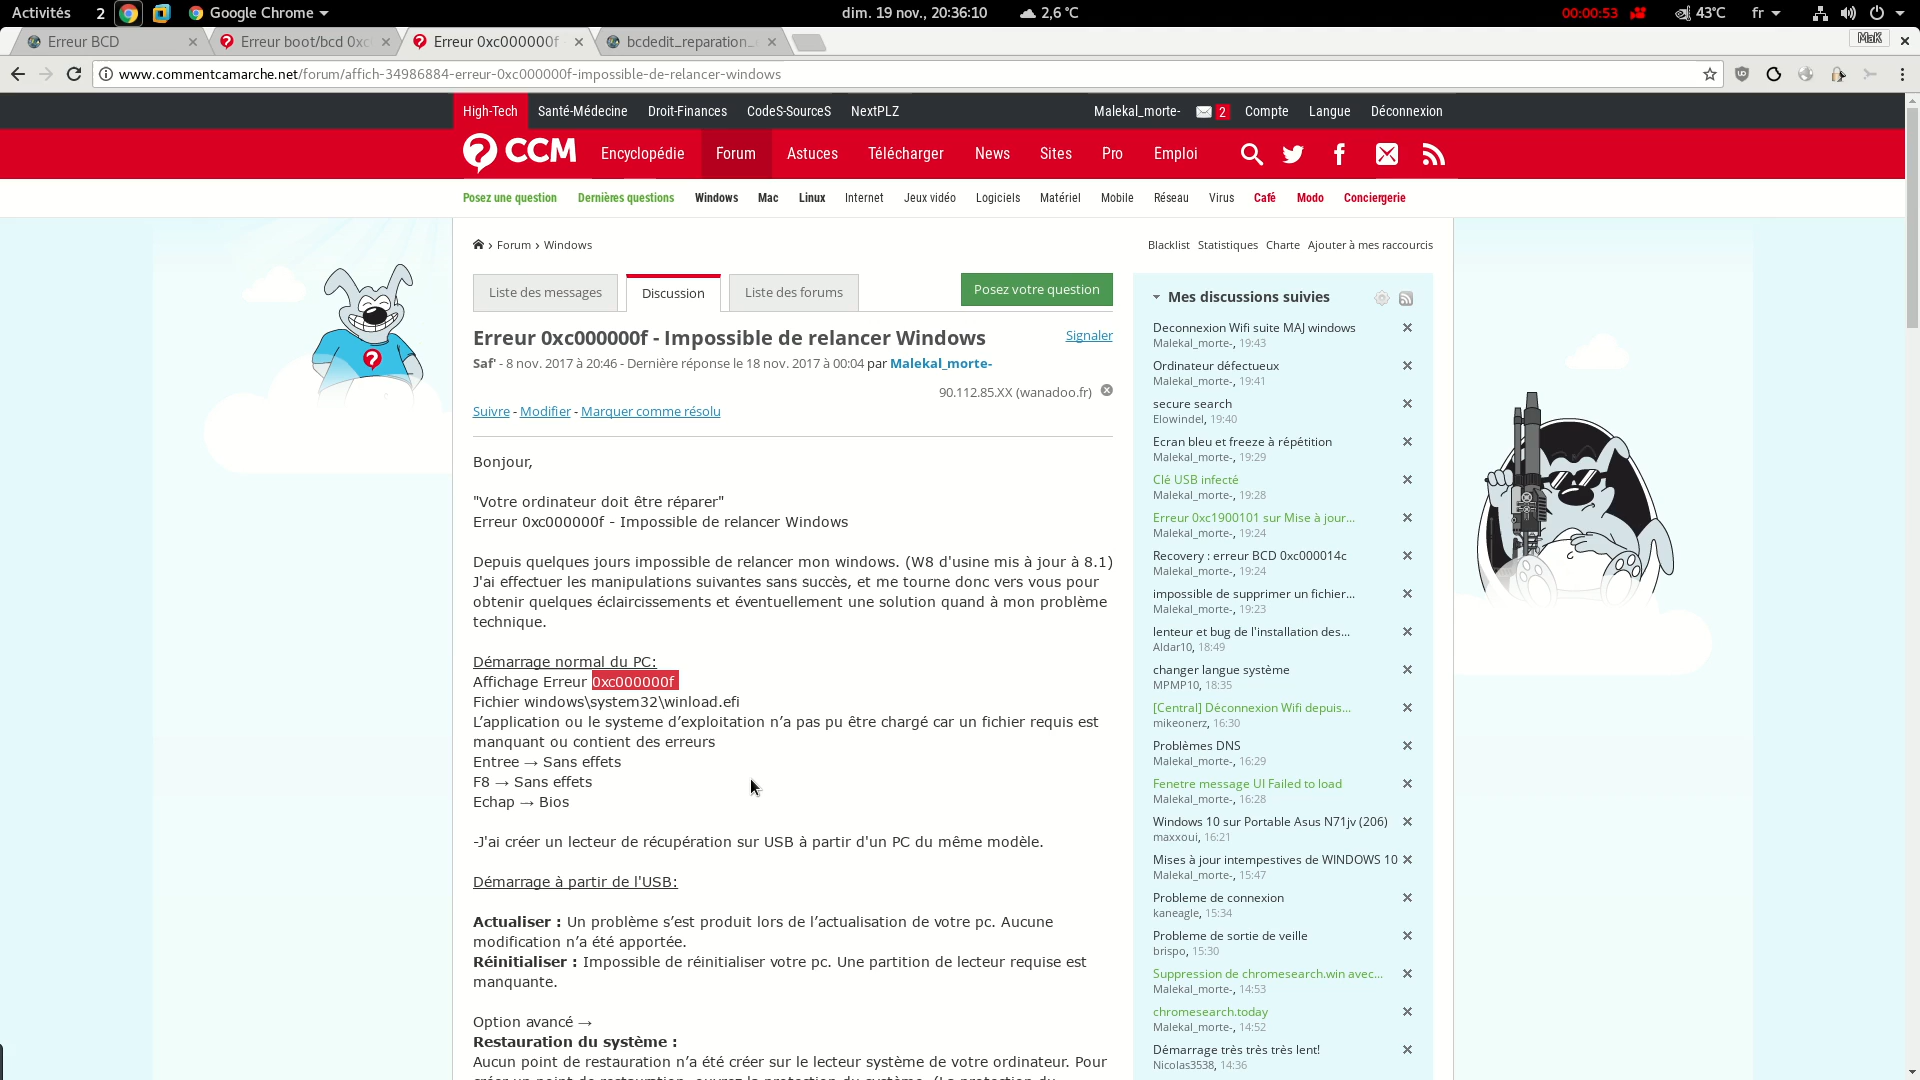 Activités 2 Google Chrome dim. 19 nov., 20:36:10 2,6 °C 00:00:53 43°C fr
Erreur BCD Erreur boot/bcd 0xc Erreur 0xc000000f bcdedit_reparation_ MaK
www.commentcamarche.net/forum/affich-34986884-erreur-0xc000000f-impossible-de-relancer-windows
High-Tech Santé-Médecine Droit-Finances CodeS-SourceS NextPLZ Malekal_morte- 2 Compte Langue Déconnexion
CCM Encyclopédie Forum Astuces Télécharger News Sites Pro Emploi
Posez une question Dernières questions Windows Mac Linux Internet Jeux vidéo Logiciels Matériel Mobile Réseau Virus Café Modo Conciergerie
› Forum › Windows Blacklist Statistiques Charte Ajouter à mes raccourcis
Liste des messages Discussion Liste des forums Posez votre question
Erreur 0xc000000f - Impossible de relancer Windows Signaler
Saf' - 8 nov. 2017 à 20:46 - Dernière réponse le 18 nov. 2017 à 00:04 par Malekal_morte-
90.112.85.XX (wanadoo.fr)
Suivre - Modifier - Marquer comme résolu
Bonjour,
"Votre ordinateur doit être réparer"
Erreur 0xc000000f - Impossible de relancer Windows
Depuis quelques jours impossible de relancer mon windows. (W8 d'usine mis à jour à 8.1)
J'ai effectuer les manipulations suivantes sans succès, et me tourne donc vers vous pour
obtenir quelques éclaircissements et éventuellement une solution quand à mon problème
technique.
Démarrage normal du PC:
Affichage Erreur 0xc000000f
Fichier windows\system32\winload.efi
L’application ou le systeme d’exploitation n’a pas pu être chargé car un fichier requis est
manquant ou contient des erreurs
Entree → Sans effets
F8 → Sans effets
Echap → Bios
-J'ai créer un lecteur de récupération sur USB à partir d'un PC du même modèle.
Démarrage à partir de l'USB:
Actualiser : Un problème s’est produit lors de l’actualisation de votre pc. Aucune
modification n’a été apportée.
Réinitialiser : Impossible de réinitialiser votre pc. Une partition de lecteur requise est
manquante.
Option avancé →
Restauration du système :
Aucun point de restauration n’a été créer sur le lecteur système de votre ordinateur. Pour
Mes discussions suivies
Deconnexion Wifi suite MAJ windows
Malekal_morte-, 19:43
Ordinateur défectueux
Malekal_morte-, 19:41
secure search
Elowindel, 19:40
Ecran bleu et freeze à répétition
Malekal_morte-, 19:29
Clé USB infecté
Malekal_morte-, 19:28
Erreur 0xc1900101 sur Mise à jour...
Malekal_morte-, 19:24
Recovery : erreur BCD 0xc000014c
Malekal_morte-, 19:24
impossible de supprimer un fichier...
Malekal_morte-, 19:23
lenteur et bug de l'installation des...
Aldar10, 18:49
changer langue système
MPMP10, 18:35
[Central] Déconnexion Wifi depuis...
mikeonerz, 16:30
Problèmes DNS
Malekal_morte-, 16:29
Fenetre message UI Failed to load
Malekal_morte-, 16:28
Windows 10 sur Portable Asus N71jv (206)
maxxoui, 16:21
Mises à jour intempestives de WINDOWS 10
Malekal_morte-, 15:47
Probleme de connexion
kaneagle, 15:34
Probleme de sortie de veille
brispo, 15:30
Suppression de chromesearch.win avec...
Malekal_morte-, 14:53
chromesearch.today
Malekal_morte-, 14:52
Démarrage très très très lent!
Nicolas3538, 14:36